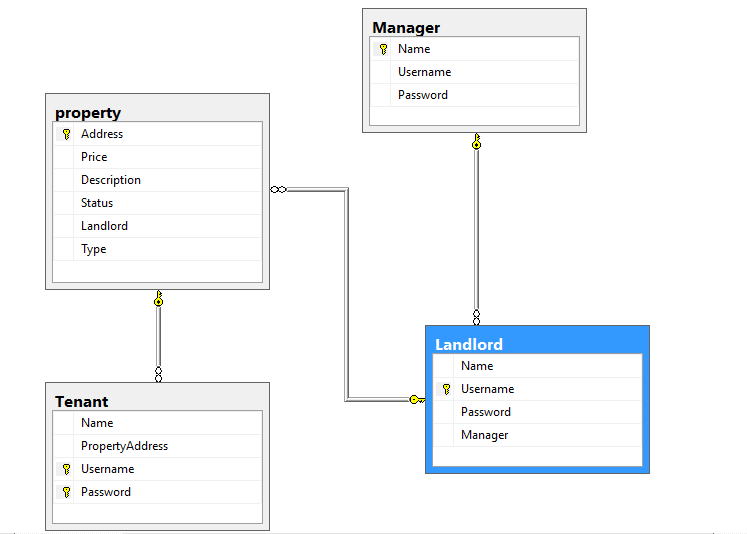 Manager
Name
Username
Password
property
Address
Price
Description
Status
Landlord
Type
Landlord
Name
Username
Password
Manager
Tenant
Name
PropertyAddress
Username
Password